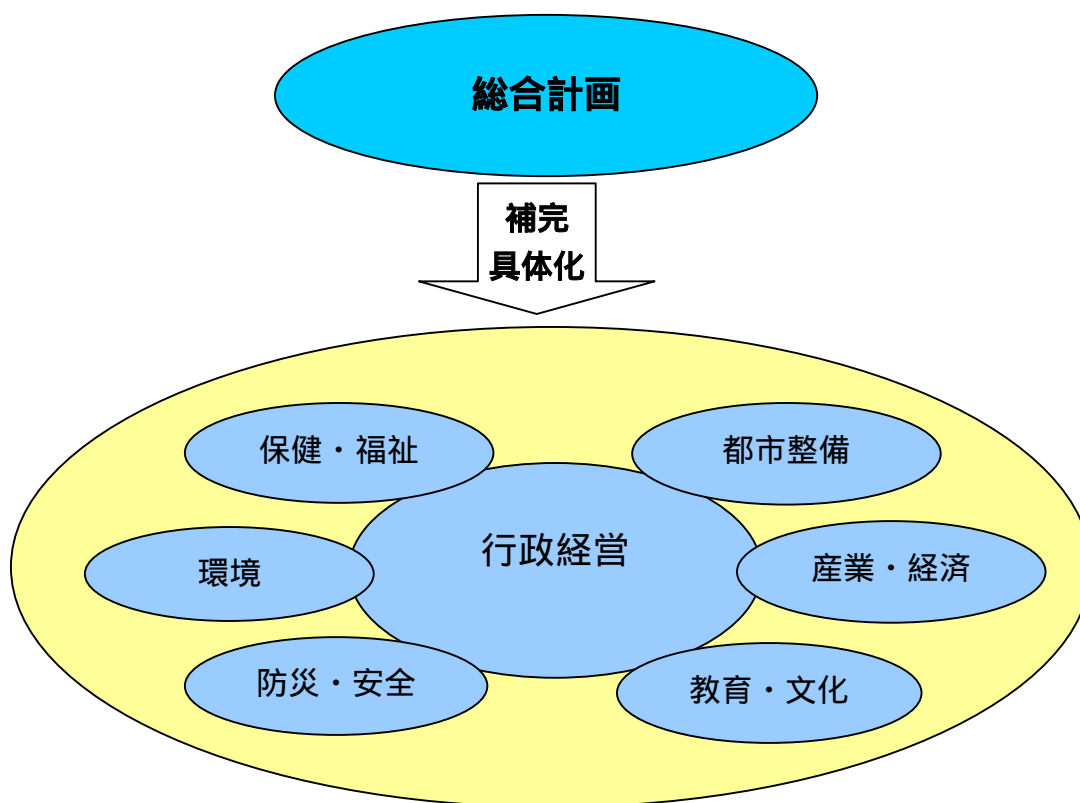 総合計画
補完
具体化
保健・福祉
都市整備
行政経営
環境
産業・経済
防災・安全
教育・文化